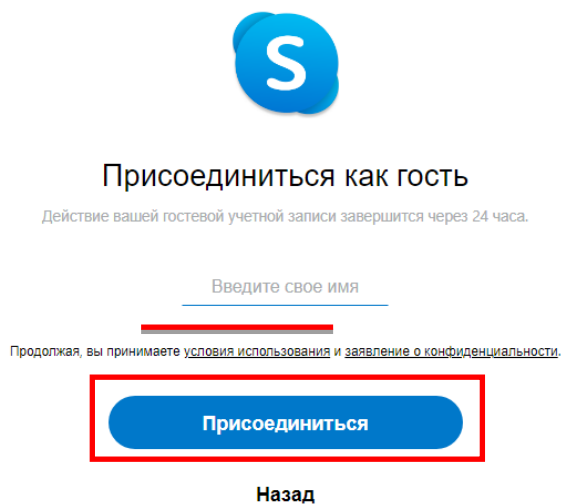 S
Присоединиться как гость
Действие вашей гостевой учетной записи завершится через 24 часа.
Введите свое имя
Продолжая, вы принимаете условия использования и заявление о конфиденциальности.
Присоединиться
Назад